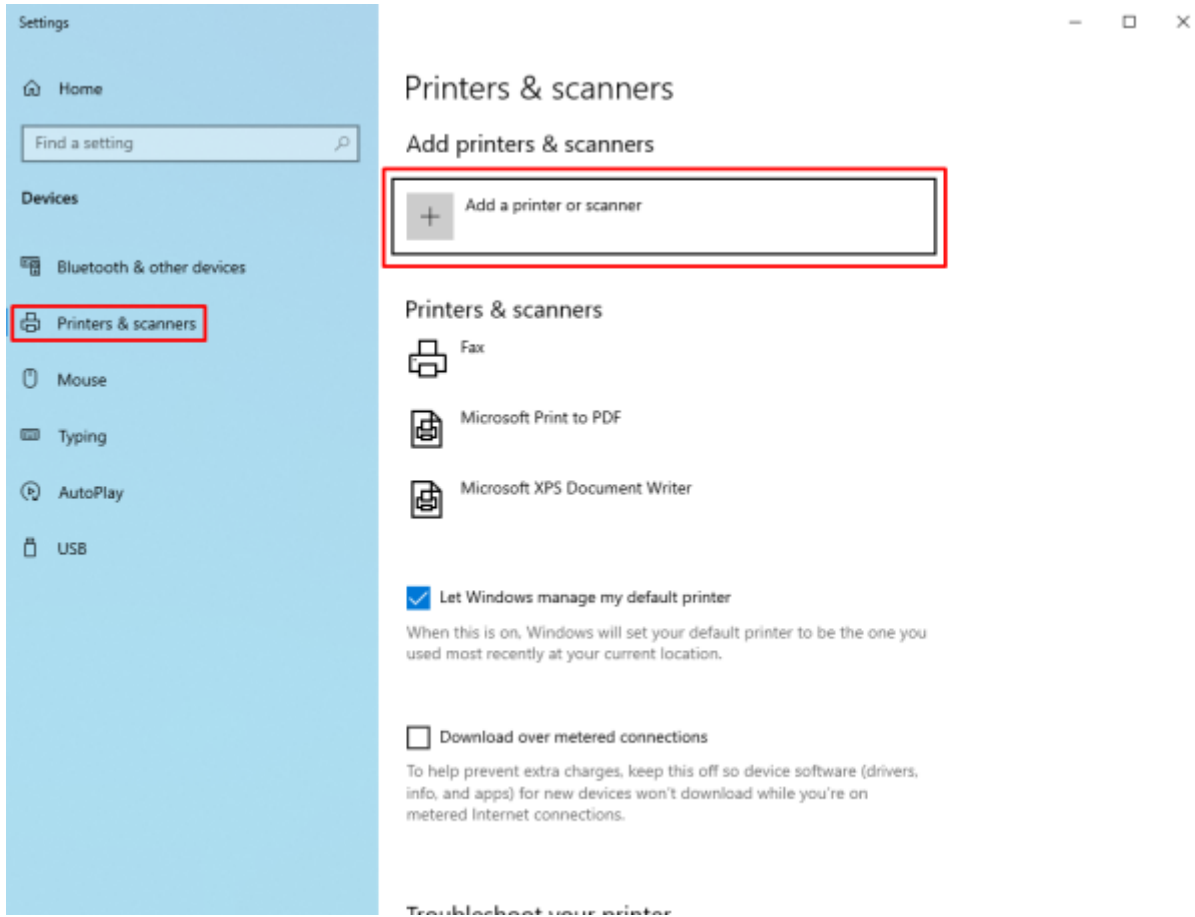 Settings
Home
Find a setting
Devices
Bluetooth & other devices
Printers & scanners
Mouse
Typing
AutoPlay
USB
Printers & scanners
Add printers & scanners
Add a printer or scanner
Printers & scanners
Fax
Microsoft Print to PDF
Microsoft XPS Document Writer
Let Windows manage my default printer
When this is on, Windows will set your default printer to be the one you
used most recently at your current location.
Download over metered connections
To help prevent extra charges, keep this off so device software (drivers,
info, and apps) for new devices won't download while you're on
metered Internet connections.
Troubleshoot your printer